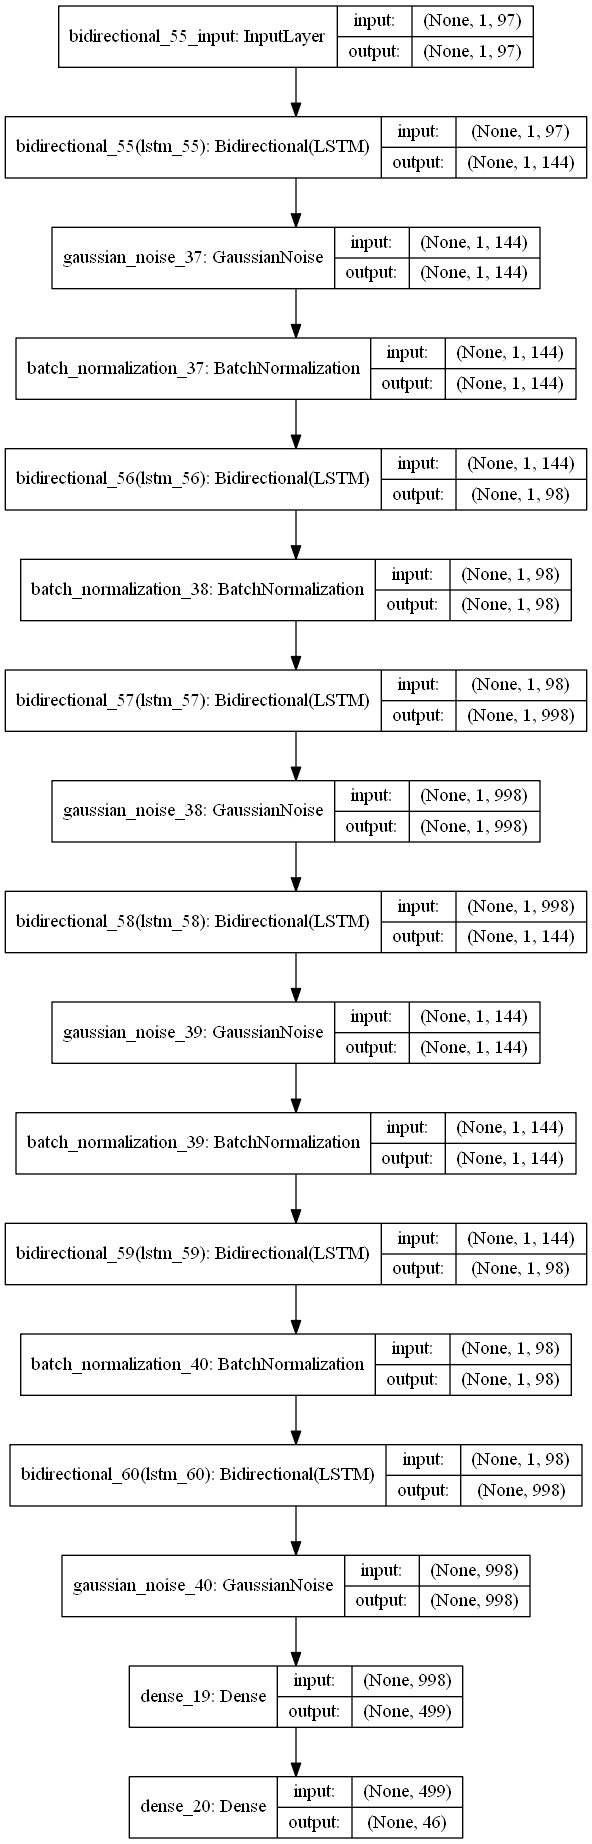 bidirectional_55_input: InputLayer
input: (None, 1, 97)
output: (None, 1, 97)
bidirectional_55(lstm_55): Bidirectional(LSTM)
input: (None, 1, 97)
output: (None, 1, 144)
gaussian_noise_37: GaussianNoise
input: (None, 1, 144)
output: (None, 1, 144)
batch_normalization_37: BatchNormalization
input: (None, 1, 144)
output: (None, 1, 144)
bidirectional_56(lstm_56): Bidirectional(LSTM)
input: (None, 1, 144)
output: (None, 1, 98)
batch_normalization_38: BatchNormalization
input: (None, 1, 98)
output: (None, 1, 98)
bidirectional_57(lstm_57): Bidirectional(LSTM)
input: (None, 1, 98)
output: (None, 1, 998)
gaussian_noise_38: GaussianNoise
input: (None, 1, 998)
output: (None, 1, 998)
bidirectional_58(lstm_58): Bidirectional(LSTM)
input: (None, 1, 998)
output: (None, 1, 144)
gaussian_noise_39: GaussianNoise
input: (None, 1, 144)
output: (None, 1, 144)
batch_normalization_39: BatchNormalization
input: (None, 1, 144)
output: (None, 1, 144)
bidirectional_59(lstm_59): Bidirectional(LSTM)
input: (None, 1, 144)
output: (None, 1, 98)
batch_normalization_40: BatchNormalization
input: (None, 1, 98)
output: (None, 1, 98)
bidirectional_60(lstm_60): Bidirectional(LSTM)
input: (None, 1, 98)
output: (None, 998)
gaussian_noise_40: GaussianNoise
input: (None, 998)
output: (None, 998)
dense_19: Dense
input: (None, 998)
output: (None, 499)
dense_20: Dense
input: (None, 499)
output: (None, 46)